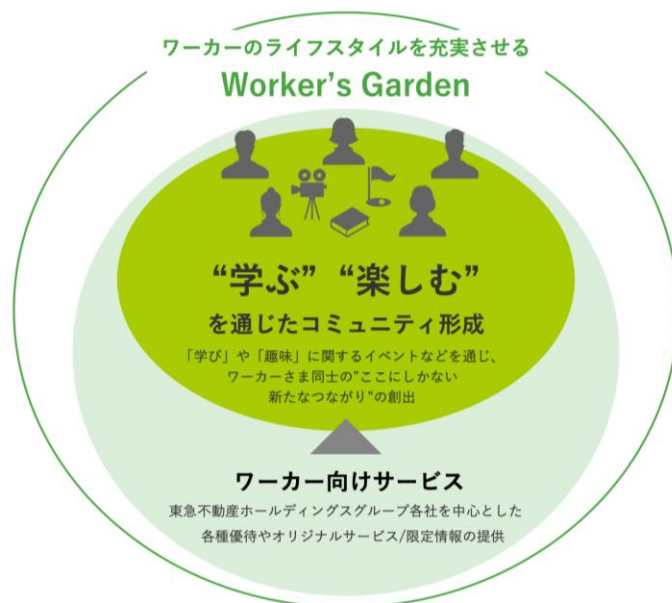 ワーカーのライフスタイルを充実させる
Worker’s Garden
“学ぶ” “楽しむ”
を通じたコミュニティ形成
「学び」や「趣味」に関するイベントなどを通じ、
ワーカーさま同士の”ここにしかない
新たなつながり”の創出
ワーカー向けサービス
東急不動産ホールディングスグループ各社を中心とした
各種優待やオリジナルサービス/限定情報の提供